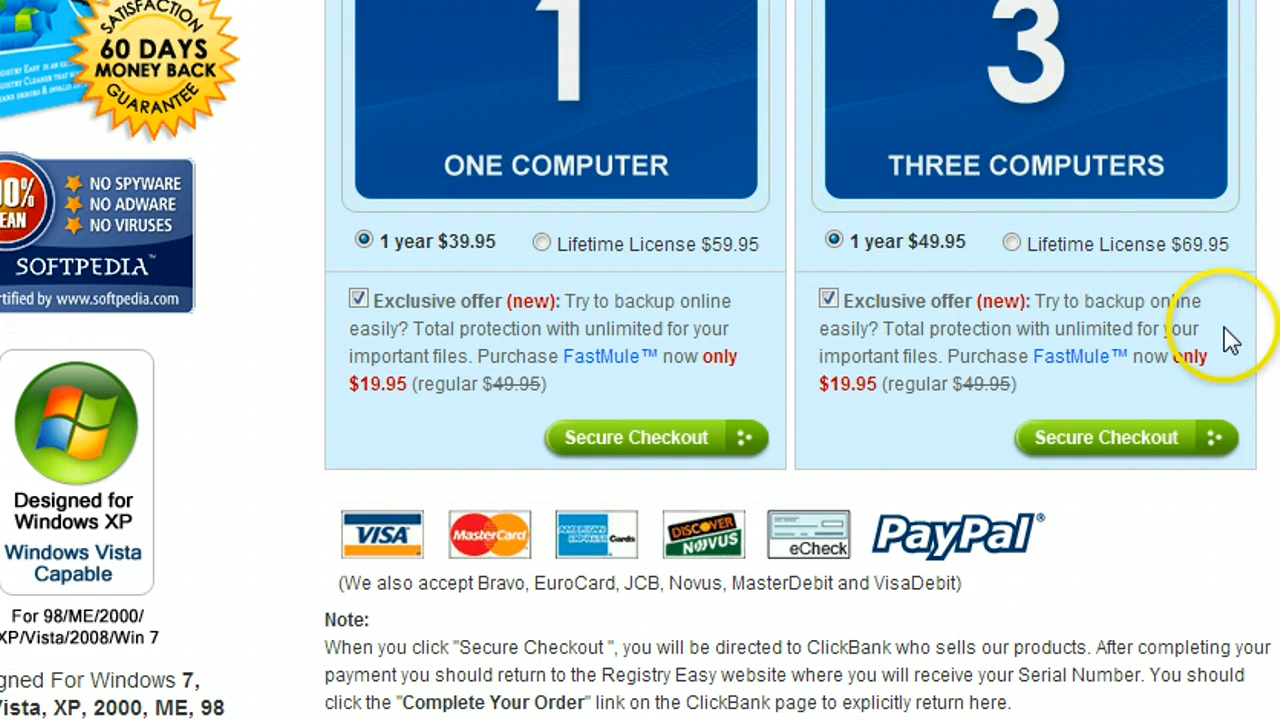 SATISFACTION
60 DAYS
MONEY BACK
GUARANTEE
NO SPYWARE
NO ADWARE
NO VIRUSES
SOFTPEDIA™
www.softpedia.com
Designed for
Windows XP
Windows Vista
Capable
For 98/ME/2000/
XP/Vista/2008/Win 7
For Windows 7,
XP, 2000, ME, 98
1
ONE COMPUTER
1 year $39.95
Lifetime License $59.95
Exclusive offer (new): Try to backup online
easily? Total protection with unlimited for your
important files. Purchase FastMule™ now only
$19.95 (regular $49.95)
Secure Checkout
3
THREE COMPUTERS
1 year $49.95
Lifetime License $69.95
Exclusive offer (new): Try to backup online
easily? Total protection with unlimited for your
important files. Purchase FastMule™ now only
$19.95 (regular $49.95)
Secure Checkout
VISA
MasterCard
AMERICAN EXPRESS Cards
DISCOVER NOVUS
eCheck
PayPal®
(We also accept Bravo, EuroCard, JCB, Novus, MasterDebit and VisaDebit)
Note:
When you click "Secure Checkout ", you will be directed to ClickBank who sells our products. After completing your
payment you should return to the Registry Easy website where you will receive your Serial Number. You should
click the "Complete Your Order" link on the ClickBank page to explicitly return here.